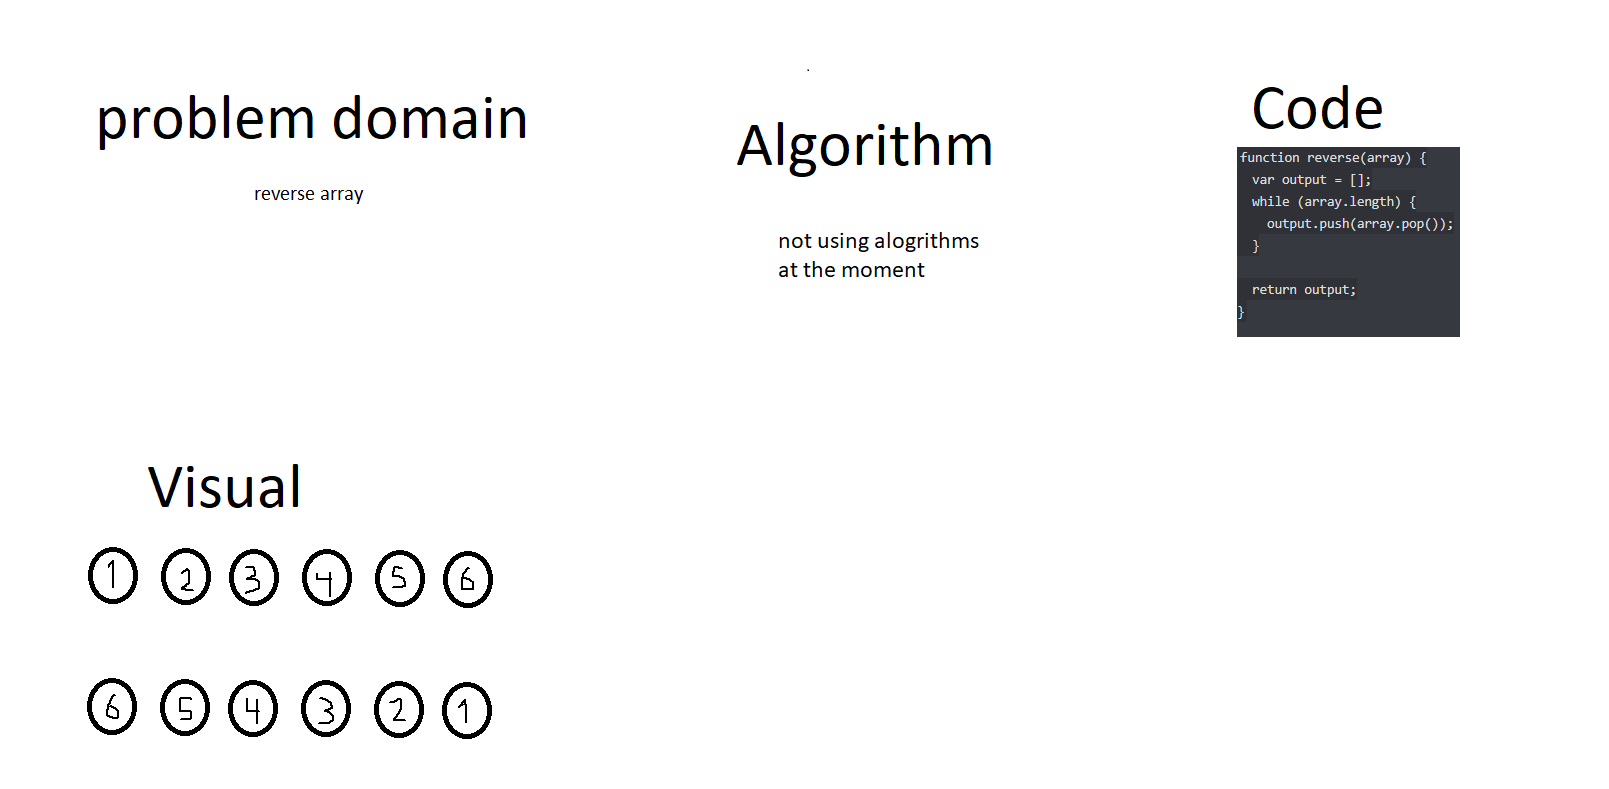 problem domain
reverse array
Algorithm
not using alogrithms
at the moment
Code
function reverse(array) {
  var output = [];
  while (array.length) {
    output.push(array.pop());
  }
  return output;
}
Visual
1 2 3 4 5 6
6 5 4 3 2 1